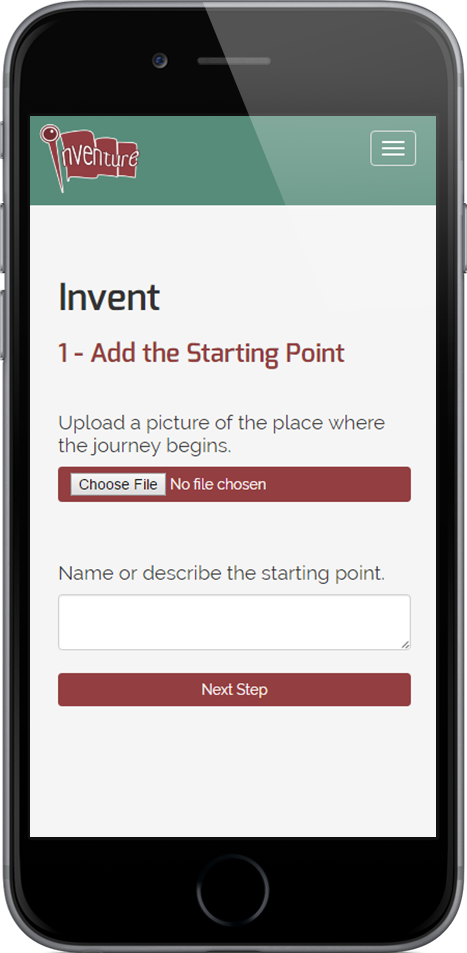 Inventure
Invent
1 - Add the Starting Point
Upload a picture of the place where
the journey begins.
Choose File No file chosen
Name or describe the starting point.
Next Step